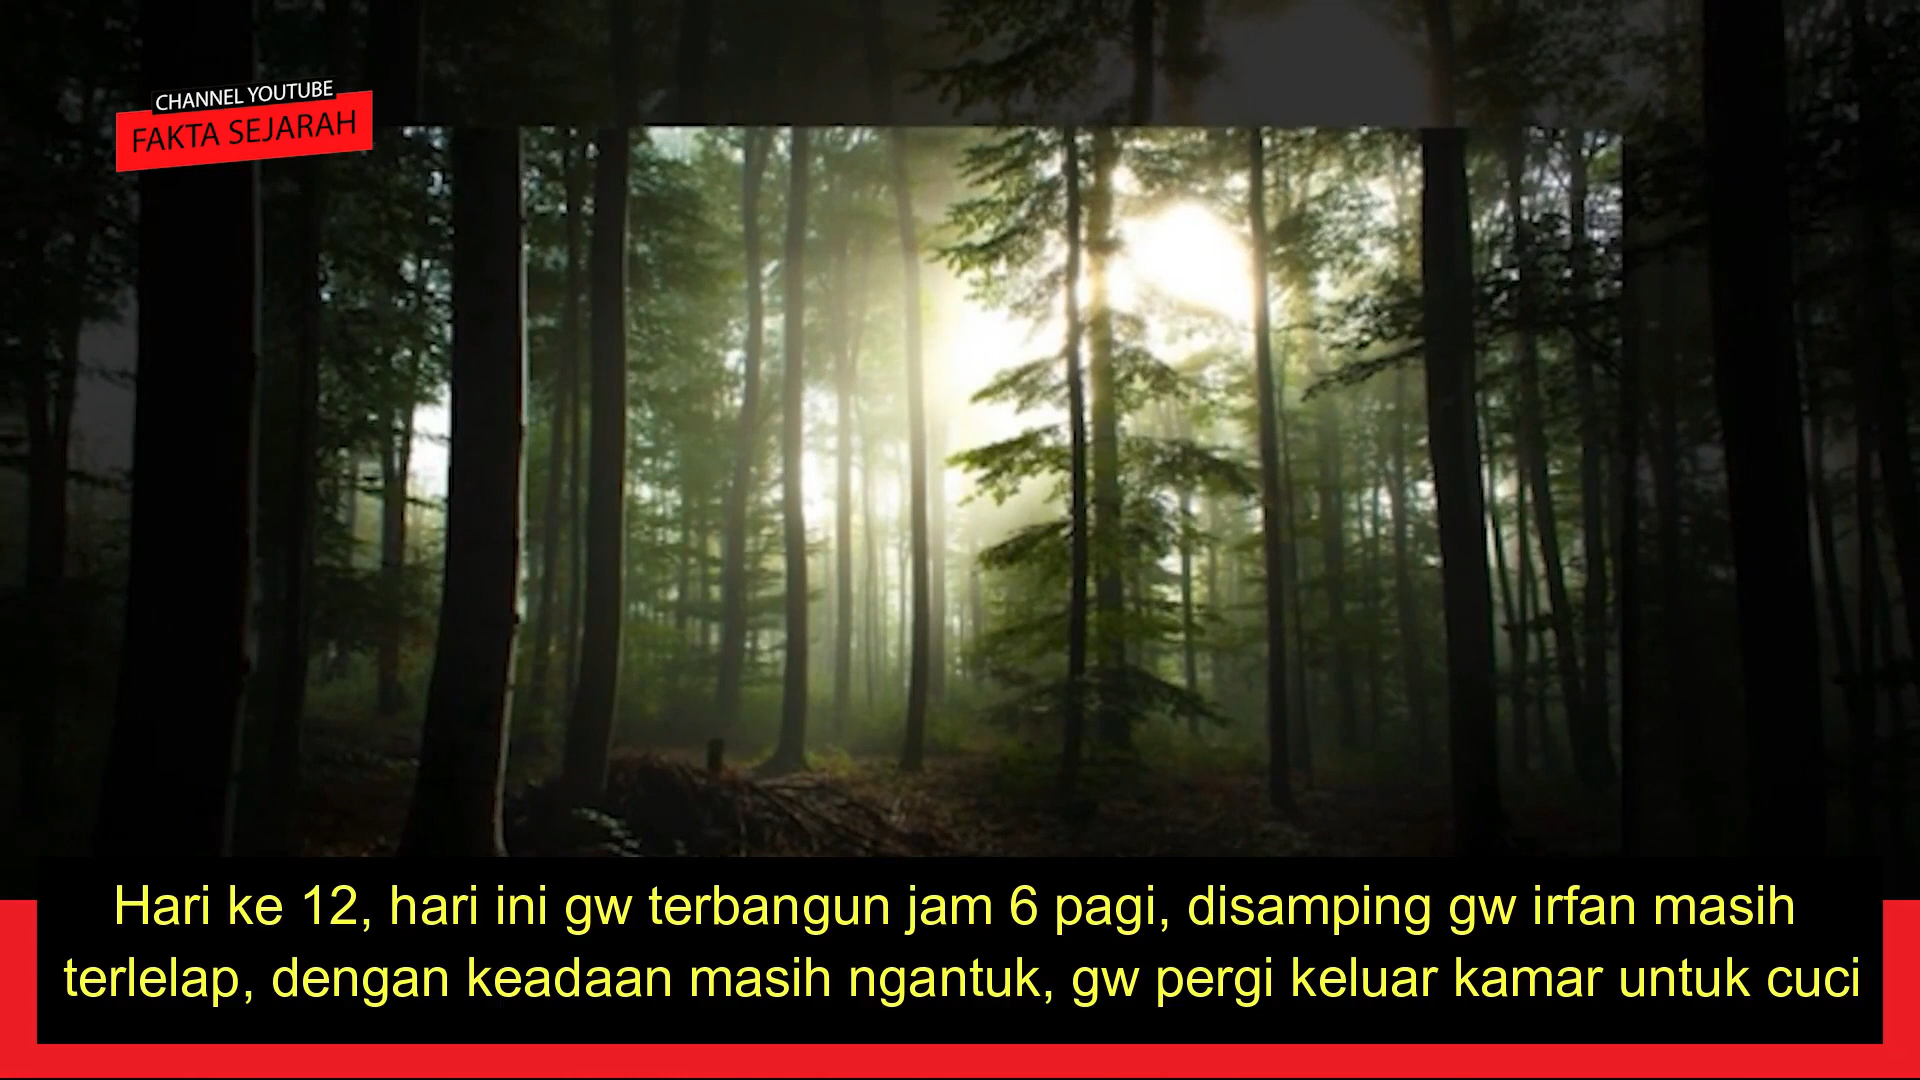 CHANNEL YOUTUBE
FAKTA SEJARAH
Hari ke 12, hari ini gw terbangun jam 6 pagi, disamping gw irfan masih
terlelap, dengan keadaan masih ngantuk, gw pergi keluar kamar untuk cuci